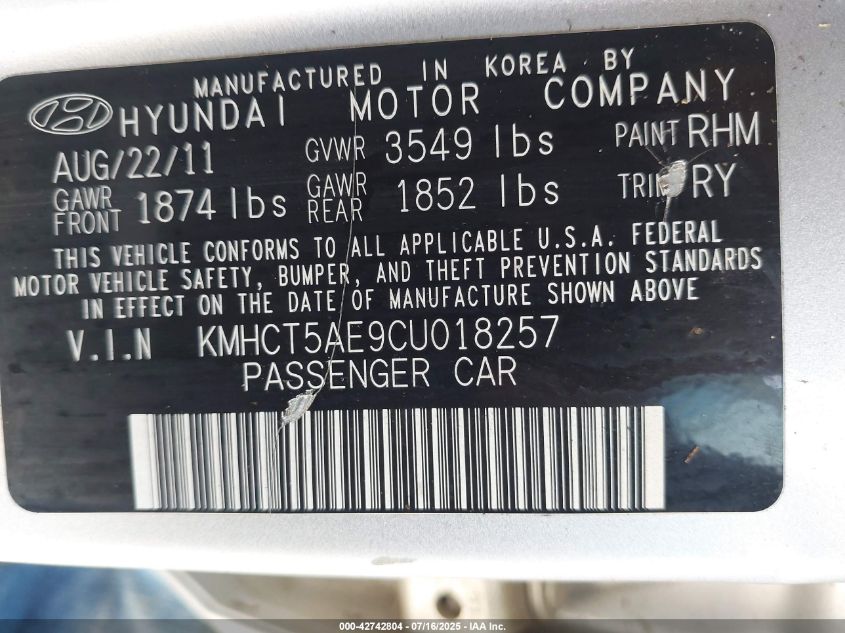 MANUFACTURED IN KOREA BY
HYUNDAI MOTOR COMPANY
AUG/22/11 GVWR 3549 lbs PAINT RHM
GAWR FRONT 1874 lbs GAWR REAR 1852 lbs TRIM RY
THIS VEHICLE CONFORMS TO ALL APPLICABLE U.S.A. FEDERAL
MOTOR VEHICLE SAFETY, BUMPER, AND THEFT PREVENTION STANDARDS
IN EFFECT ON THE DATE OF MANUFACTURE SHOWN ABOVE
V.I.N KMHCT5AE9CU018257
PASSENGER CAR
000-42742804 - 07/16/2025 - IAA Inc.